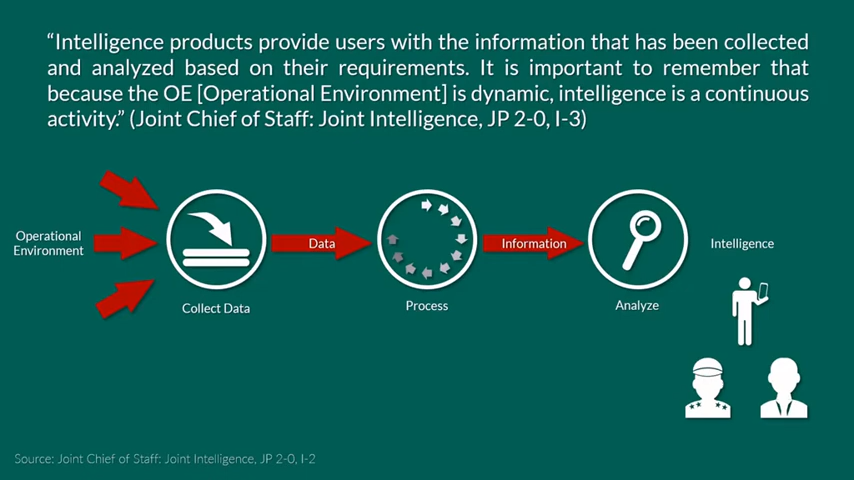 “Intelligence products provide users with the information that has been collected
and analyzed based on their requirements. It is important to remember that
because the OE [Operational Environment] is dynamic, intelligence is a continuous
activity.” (Joint Chief of Staff: Joint Intelligence, JP 2-0, I-3)
Operational
Environment
Collect Data
Data
Process
Information
Analyze
Intelligence
Source: Joint Chief of Staff: Joint Intelligence, JP 2-0, I-2